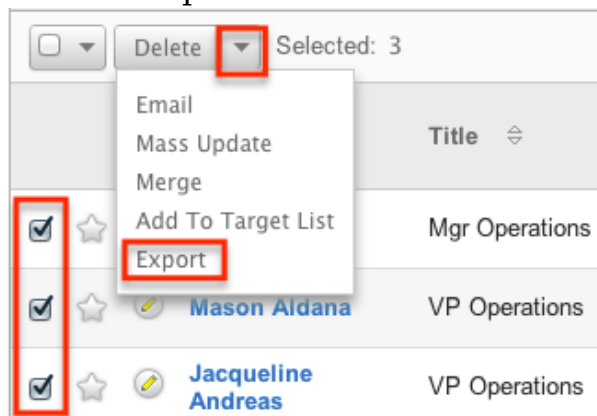 Delete
Selected: 3
Email
Mass Update
Merge
Add To Target List
Export
Title
Mgr Operations
Mason Aldana
VP Operations
Jacqueline
Andreas
VP Operations